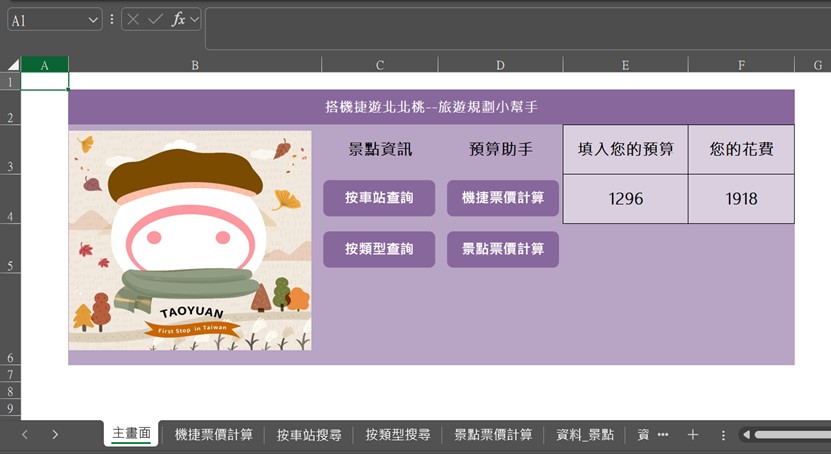 A1
fx
A B C D E F G
1
2
搭機捷遊北北桃--旅遊規劃小幫手
3
景點資訊 預算助手 填入您的預算 您的花費
4
按車站查詢 機捷票價計算 1296 1918
5
按類型查詢 景點票價計算
TAOYUAN
First Stop in Taiwan
6
7
8
9
主畫面 機捷票價計算 按車站搜尋 按類型搜尋 景點票價計算 資料_景點 資 ...